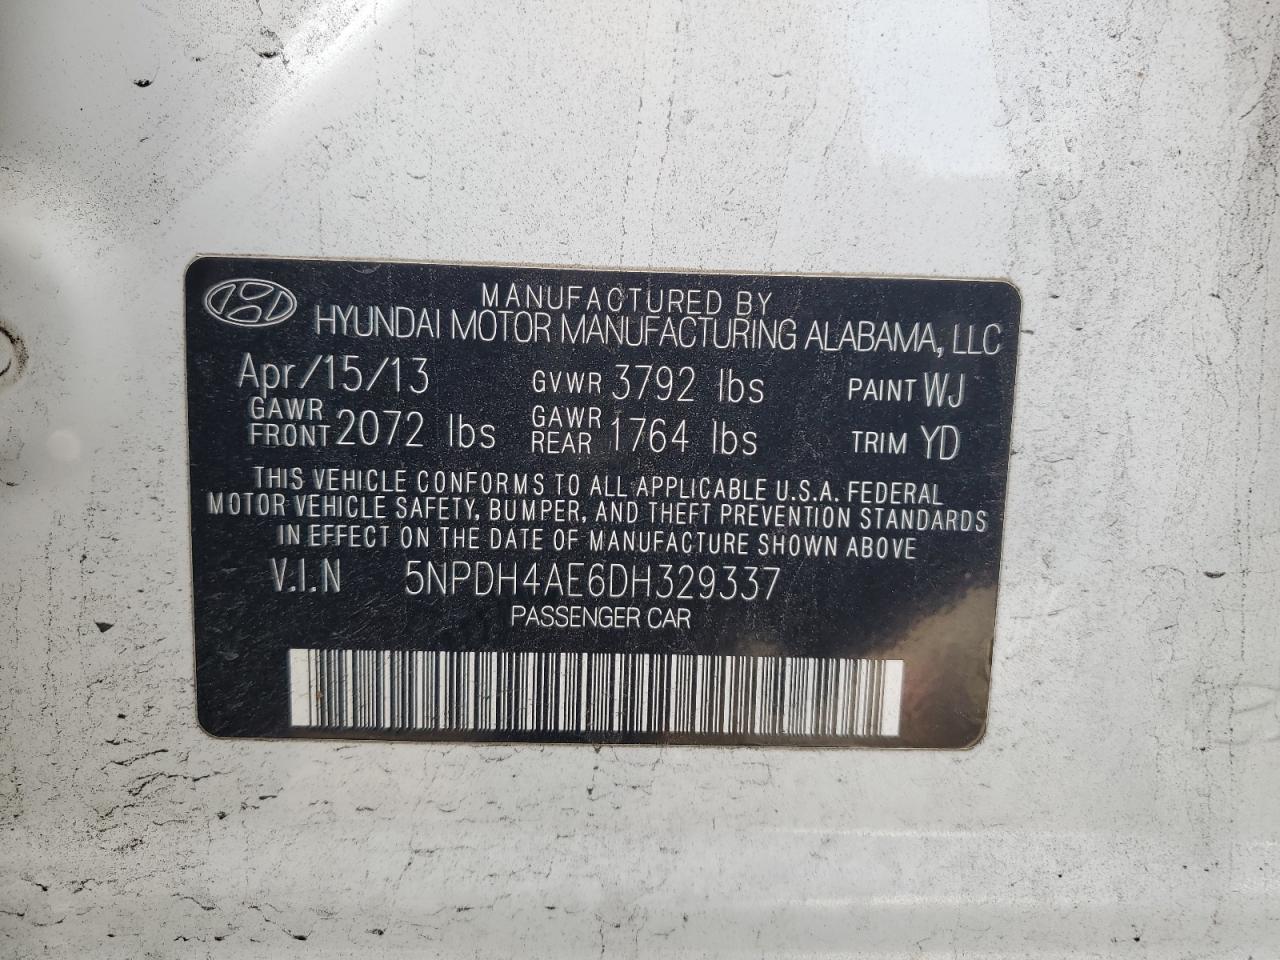 MANUFACTURED BY
HYUNDAI MOTOR MANUFACTURING ALABAMA, LLC
Apr/15/13 GVWR 3792 lbs PAINT WJ
GAWR FRONT 2072 lbs GAWR REAR 1764 lbs TRIM YD
THIS VEHICLE CONFORMS TO ALL APPLICABLE U.S.A. FEDERAL
MOTOR VEHICLE SAFETY, BUMPER, AND THEFT PREVENTION STANDARDS
IN EFFECT ON THE DATE OF MANUFACTURE SHOWN ABOVE
V.I.N 5NPDH4AE6DH329337
PASSENGER CAR